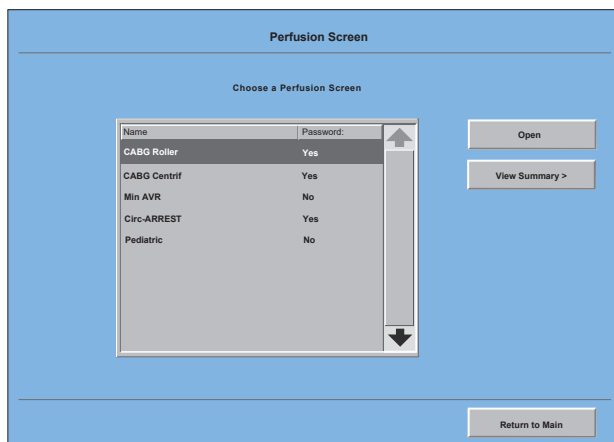 Perfusion Screen
Choose a Perfusion Screen
Name Password:
CABG Roller Yes
CABG Centrif Yes
Min AVR No
Circ-ARREST Yes
Pediatric No
Open
View Summary >
Return to Main